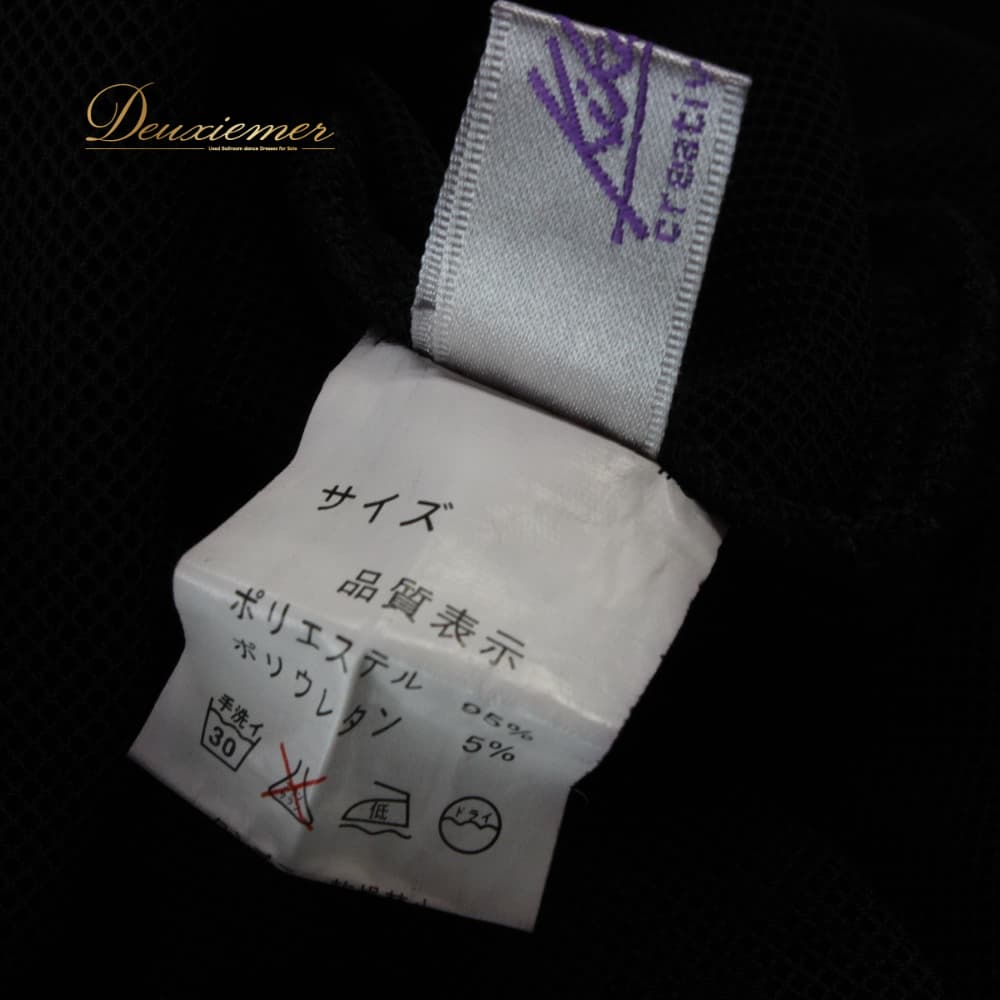 Deuxiemer
Used Ballroom dance Dresses for Sale
サイズ
品質表示
ポリエステル 95%
ポリウレタン 5%
手洗イ
30
低
ドライ